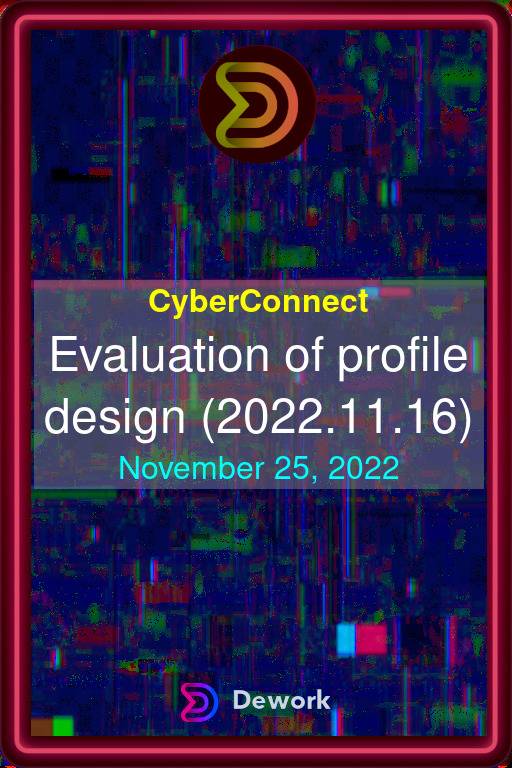 CyberConnect
Evaluation of profile
design (2022.11.16)
November 25, 2022
Dework